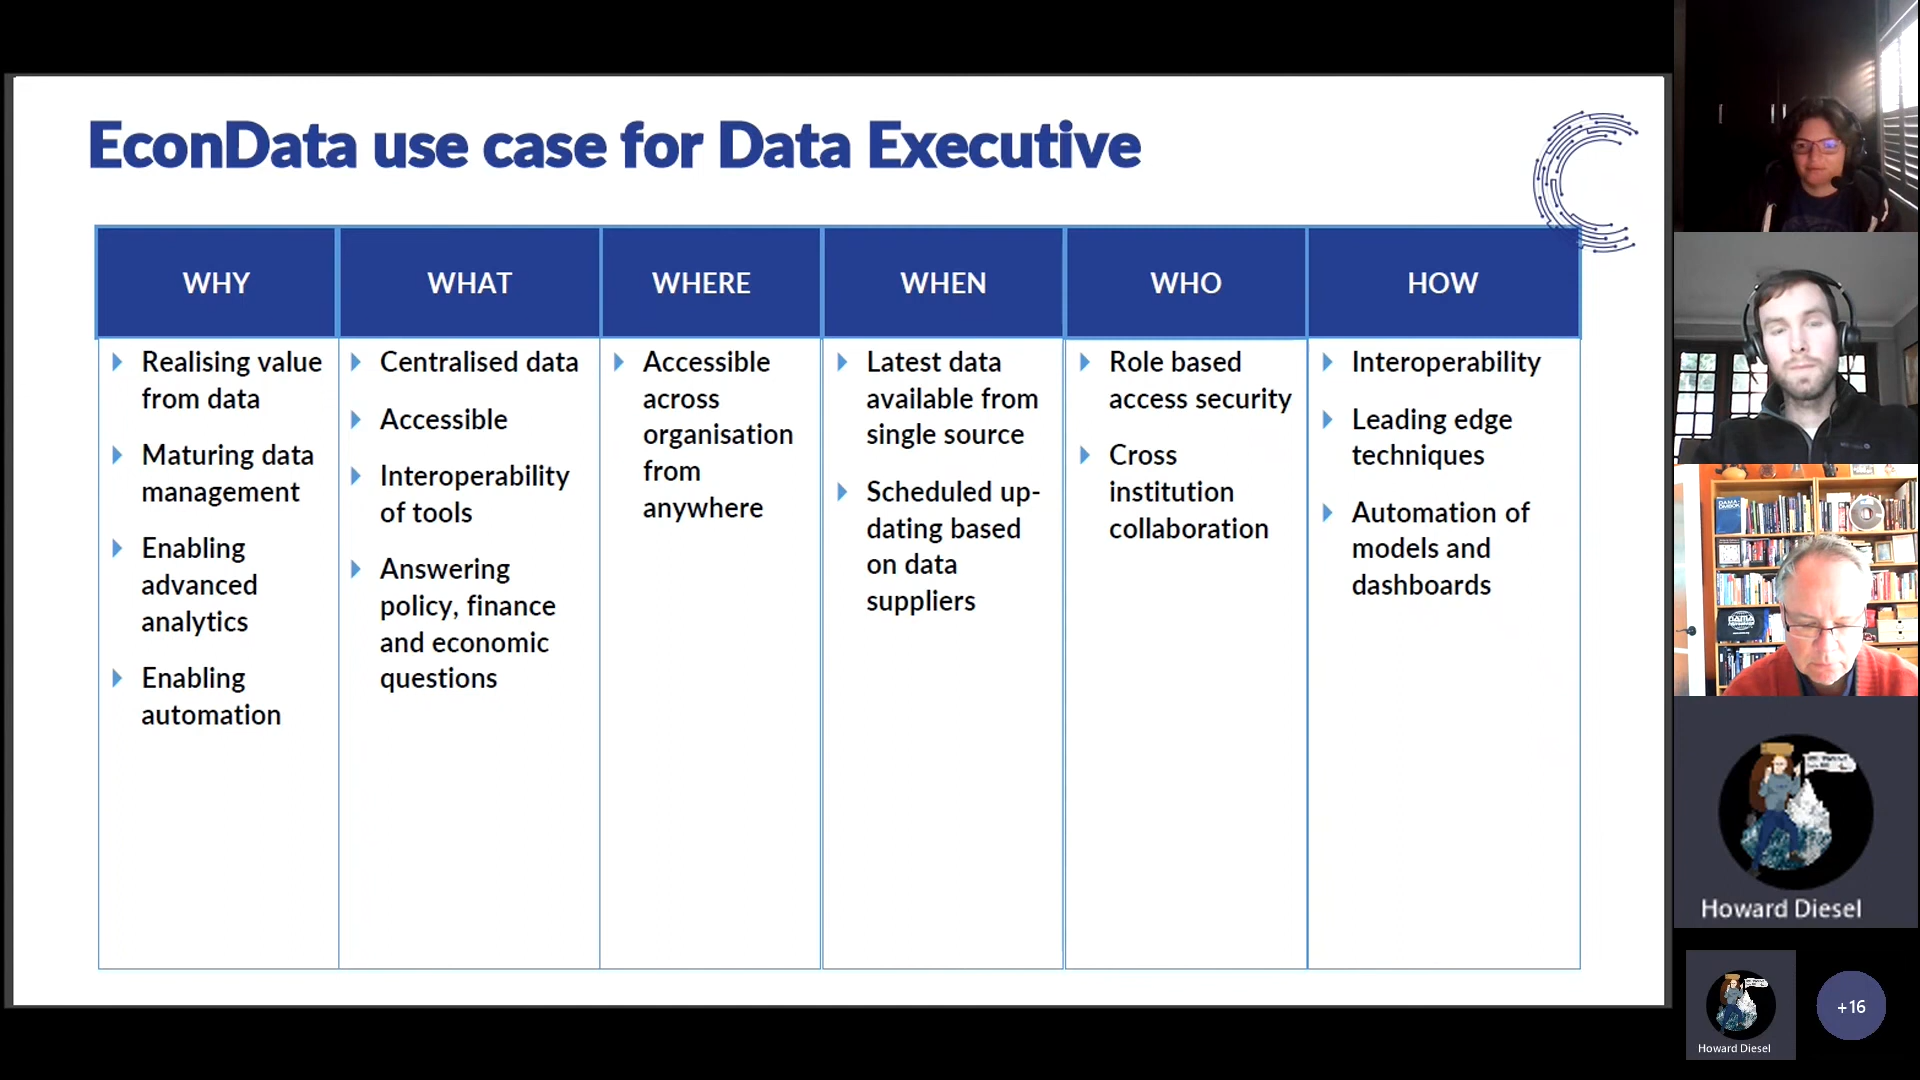 EconData use case for Data Executive
WHY
WHAT
WHERE
WHEN
WHO
HOW
Realising value
from data
Maturing data
management
Enabling
advanced
analytics
Enabling
automation
Centralised data
Accessible
Interoperability
of tools
Answering
policy, finance
and economic
questions
Accessible
across
organisation
from
anywhere
Latest data
available from
single source
Scheduled up-
dating based
on data
suppliers
Role based
access security
Cross
institution
collaboration
Interoperability
Leading edge
techniques
Automation of
models and
dashboards
DAMA
Howard Diesel
Howard Diesel
+16